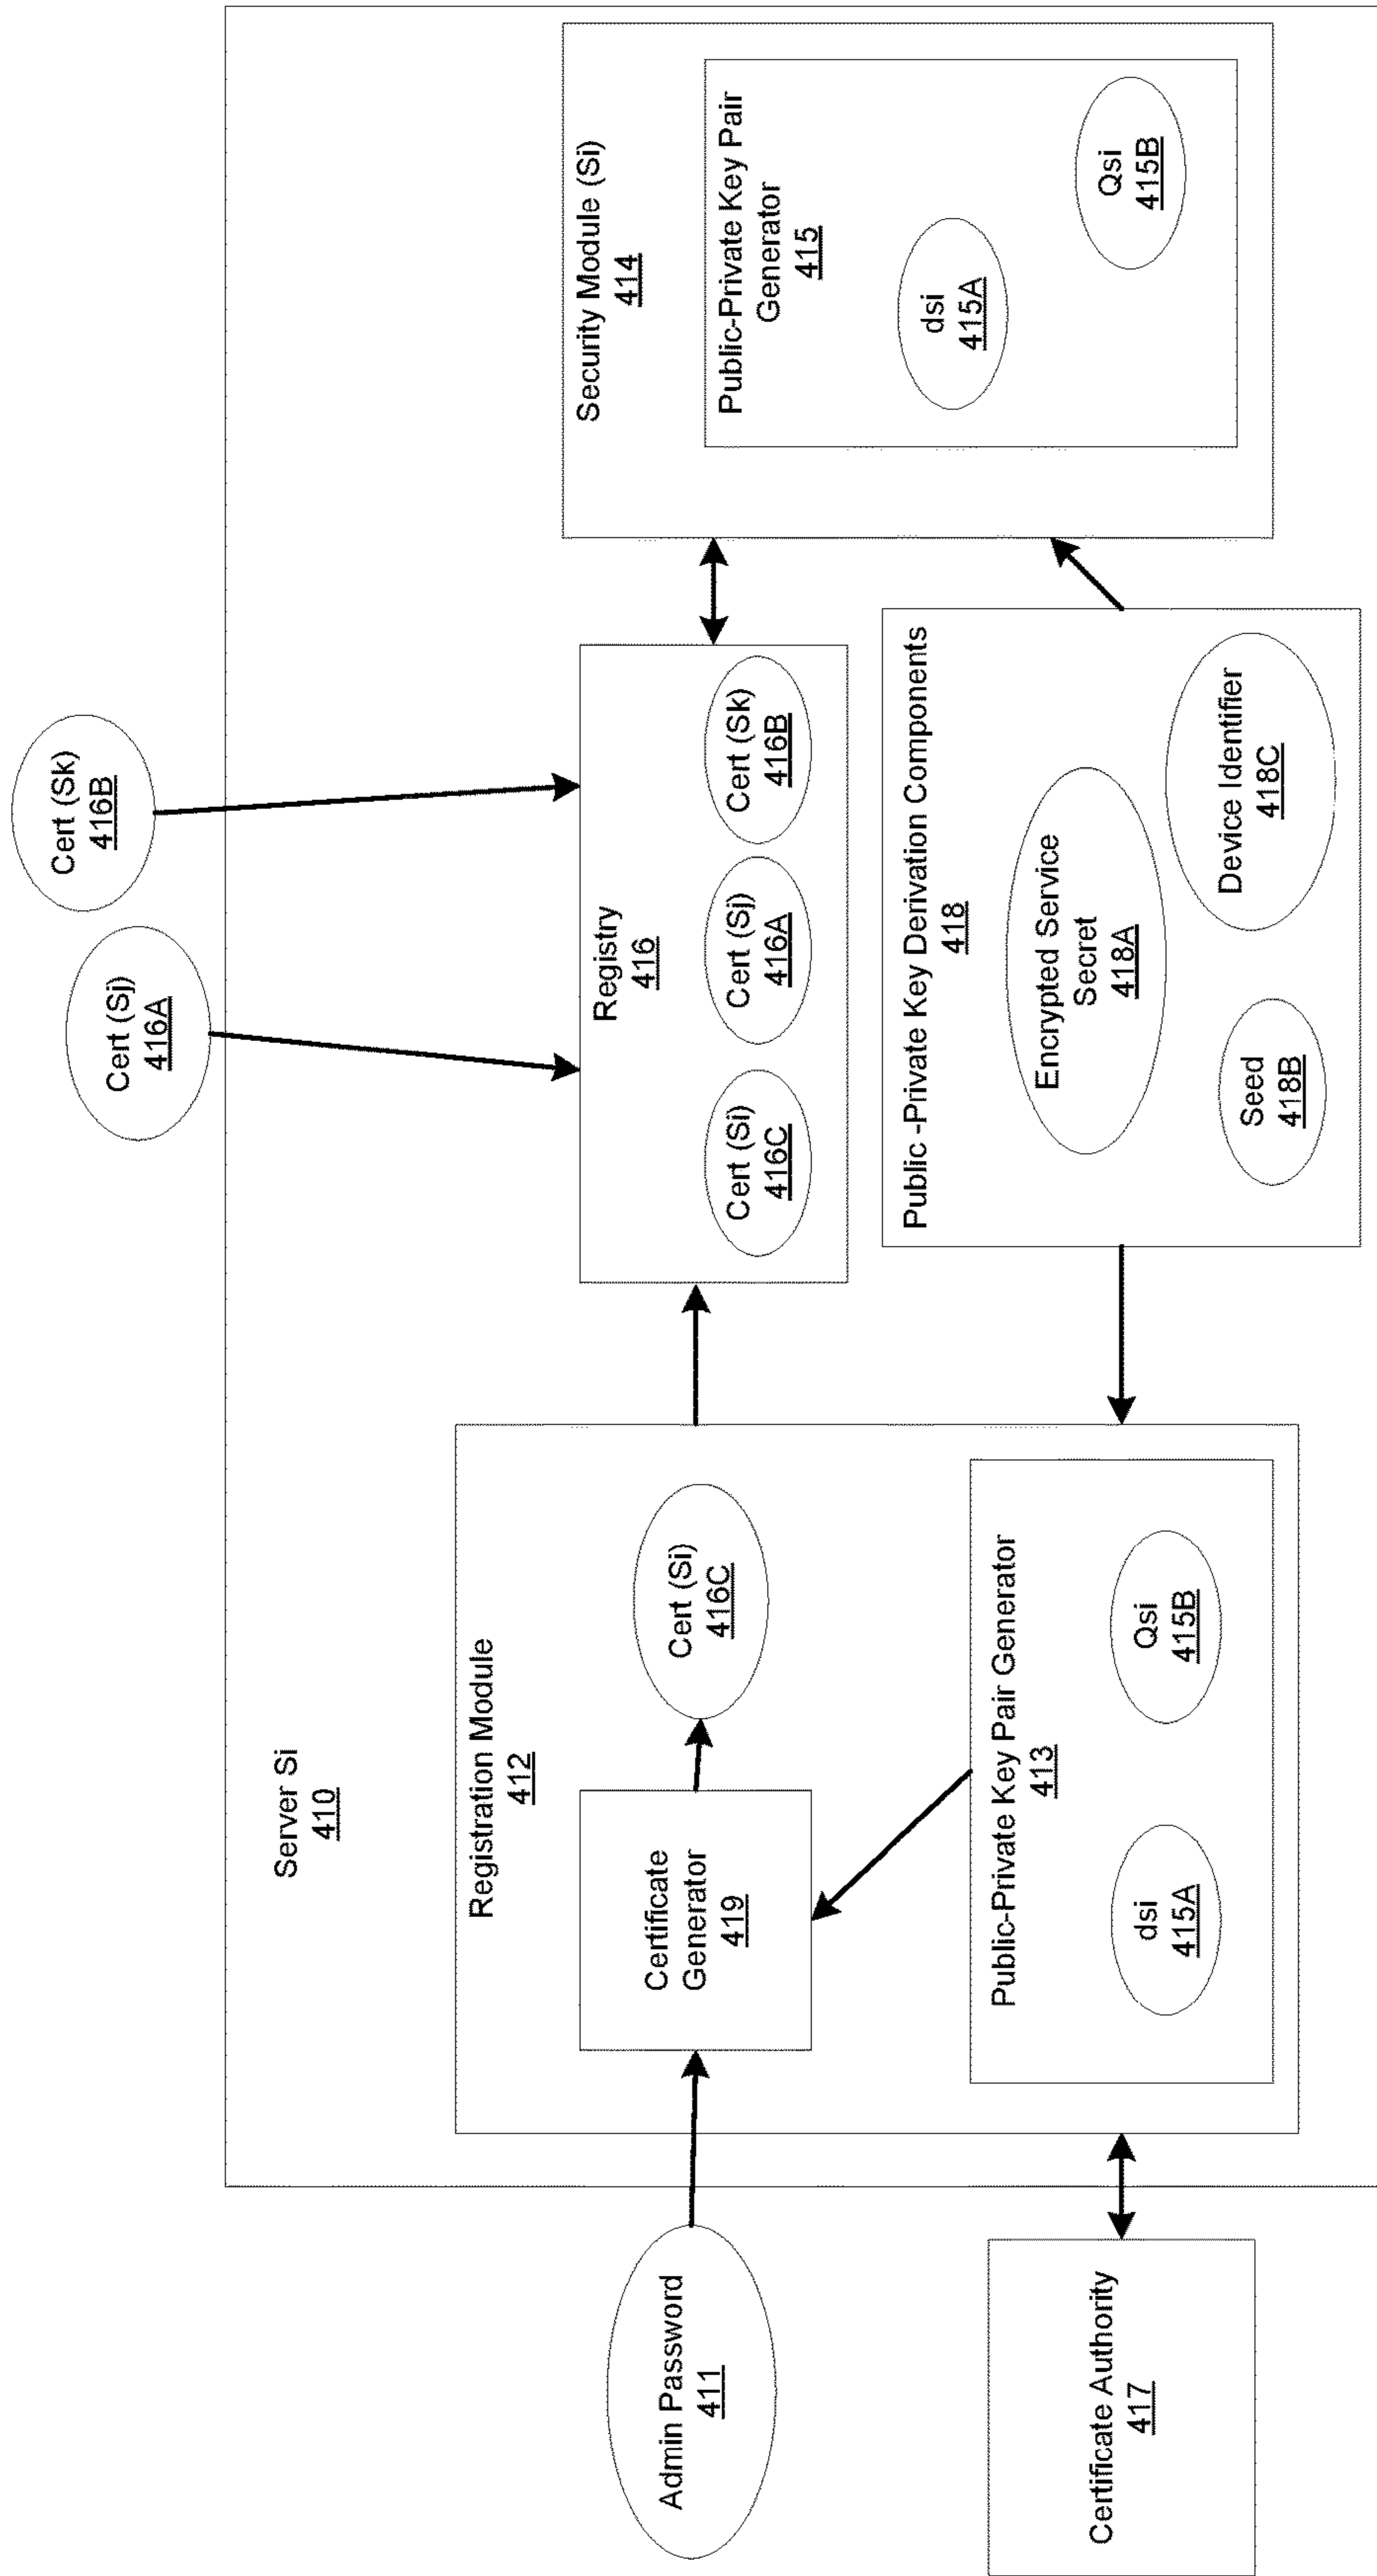 Cert (Sj)
416A
Cert (Sk)
416B
Server Si
410
Admin Password
411
Certificate Authority
417
Registration Module
412
Certificate
Generator
419
Cert (Si)
416C
Public-Private Key Pair Generator
413
dsi
415A
Qsi
415B
Registry
416
Cert (Si)
416C
Cert (Sj)
416A
Cert (Sk)
416B
Public -Private Key Derivation Components
418
Encrypted Service
Secret
418A
Seed
418B
Device Identifier
418C
Security Module (Si)
414
Public-Private Key Pair
Generator
415
dsi
415A
Qsi
415B